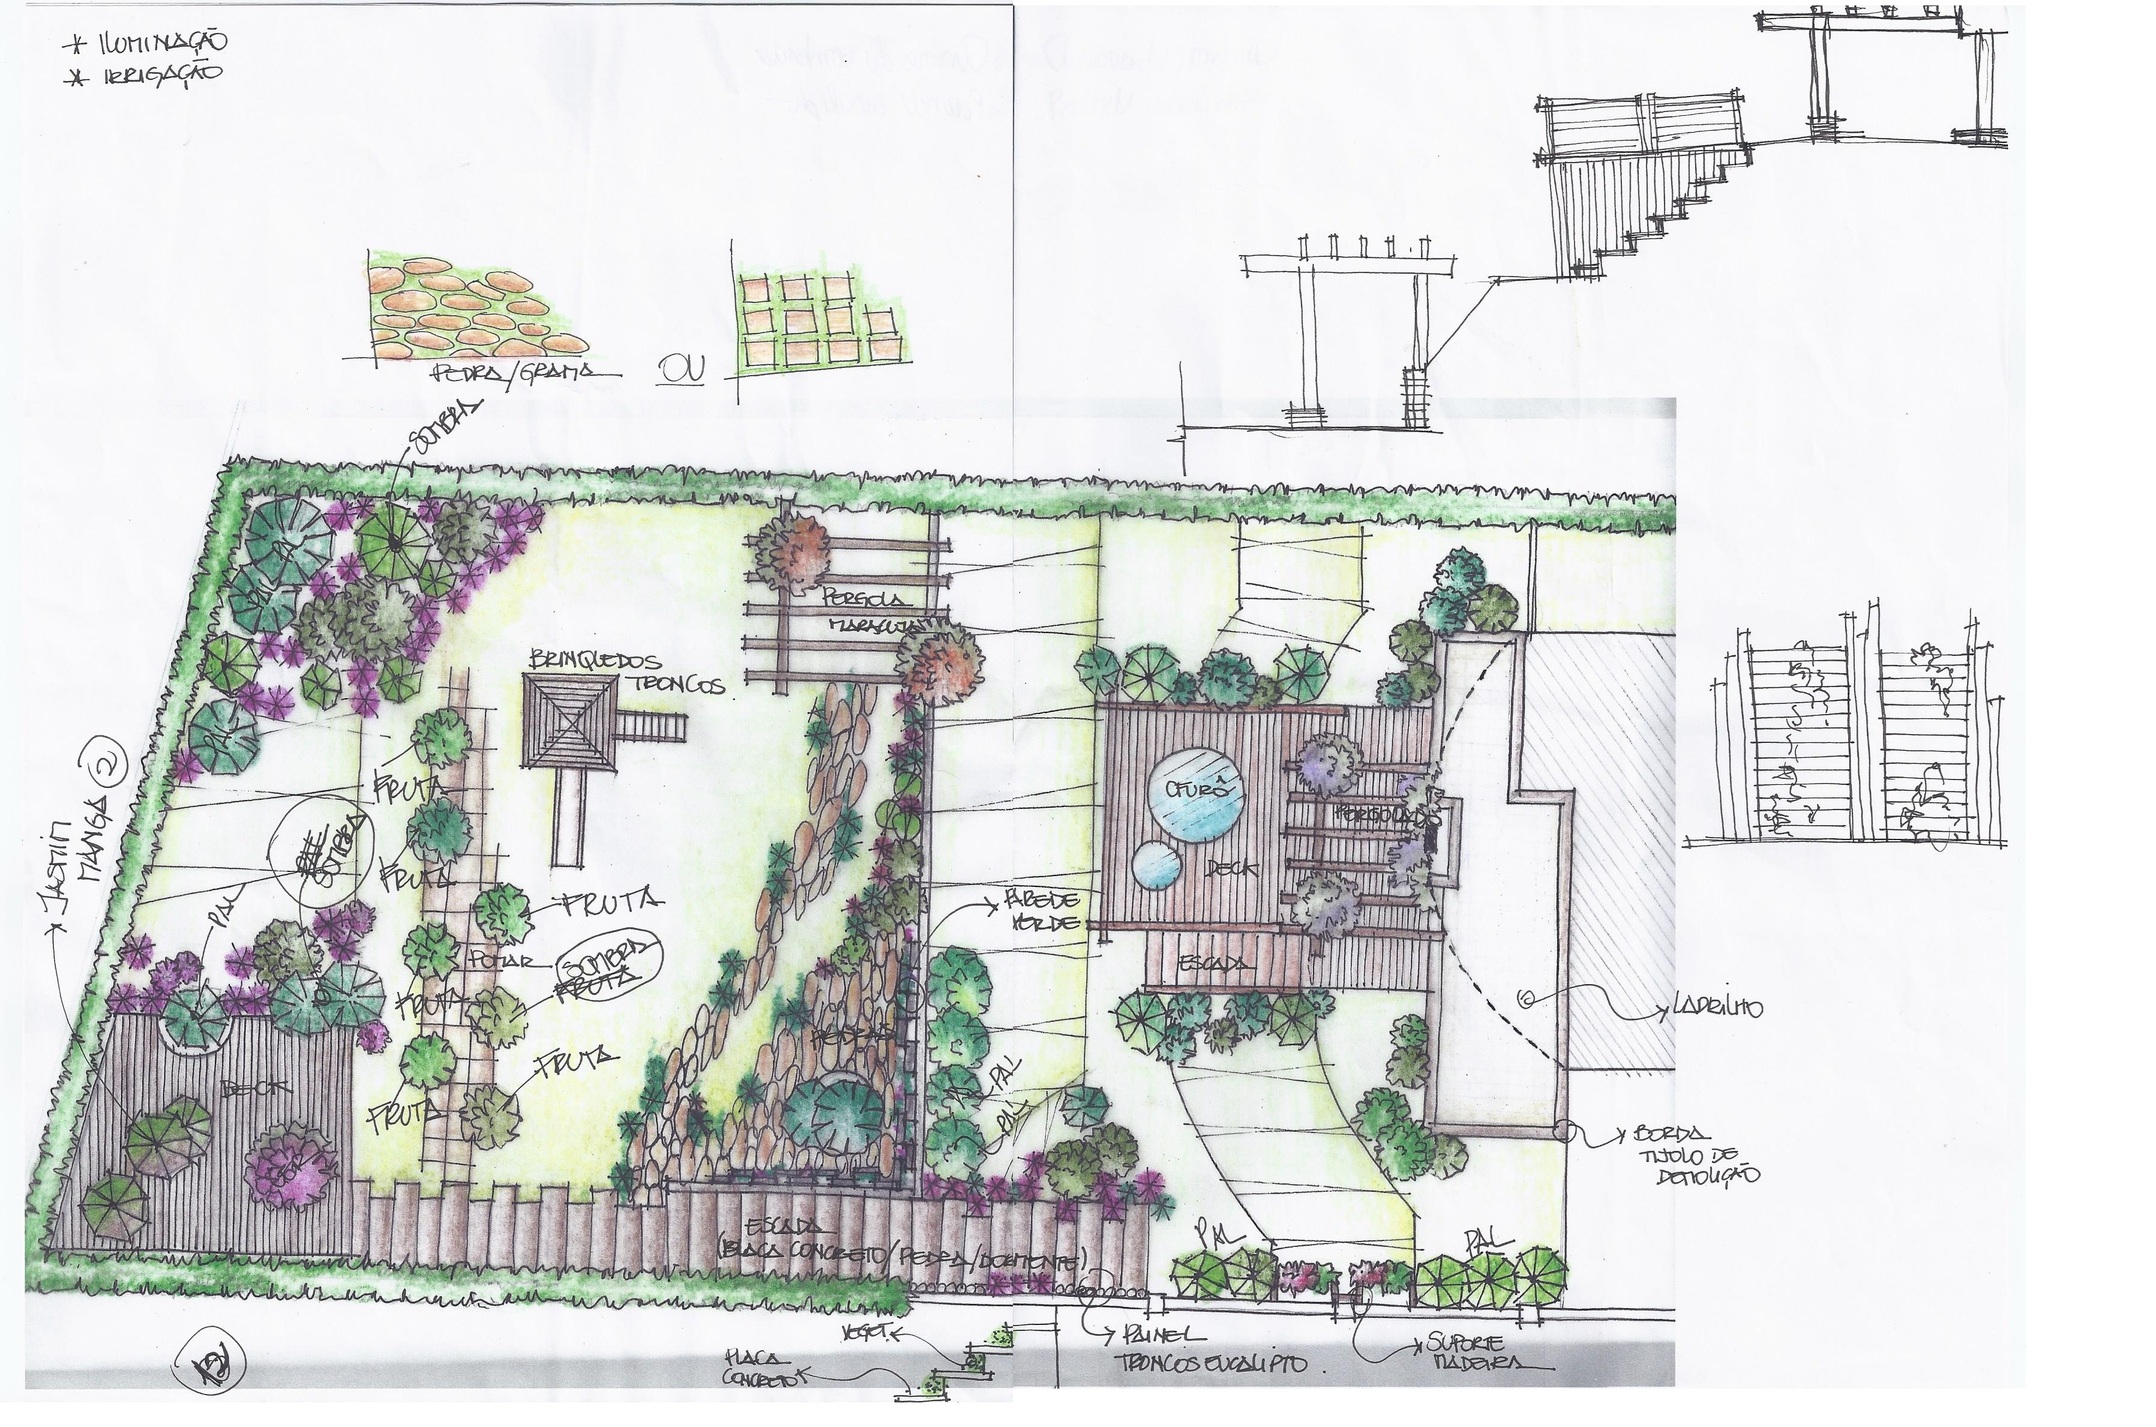 * ILUMINAÇÃO
* IRRIGAÇÃO
PEDRA/GRAMA
OU
SOMBRA
PERGOLA
MARACUJÁ
BRINQUEDOS
TRONCOS
JASMIM
MANGA 2
FRUTA
SOMBRA
FRUTA
PAL
FRUTA
POMAR
SOMBRA
FRUTA
FRUTA
FRUTA
FRUTA
DECK
PEDRAS
OFURÔ
PERGOLADO
DECK
PAREDE
VERDE
ESCADA
PAL
PAL
LADRILHO
BORDA
TIJOLO DE
DEMOLIÇÃO
ESCADA
(PLACA CONCRETO/PEDRA/DORMENTE)
PAL
PAL
VEGET.
PLACA
CONCRETO
PAINEL
TRONCOS EUCALIPTO.
SUPORTE
MADEIRA